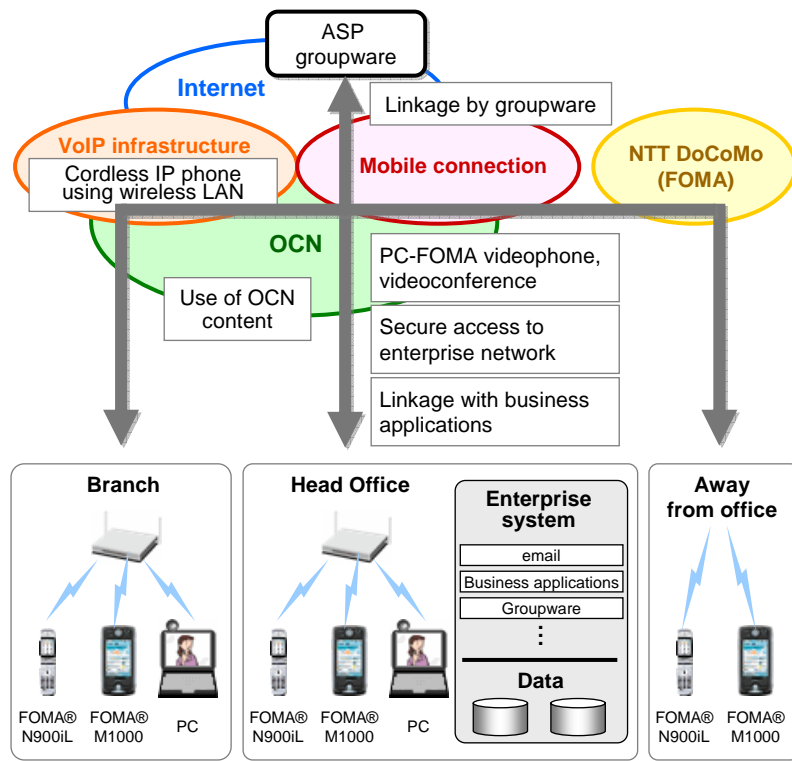 ASP
groupware
Internet
Linkage by groupware
VoIP infrastructure
Cordless IP phone
using wireless LAN
Mobile connection
NTT DoCoMo
(FOMA)
OCN
Use of OCN
content
PC-FOMA videophone,
videoconference
Secure access to
enterprise network
Linkage with business
applications
Branch
FOMA®
N900iL
FOMA®
M1000
PC
Head Office
FOMA®
N900iL
FOMA®
M1000
PC
Enterprise
system
email
Business applications
Groupware
⋮
Data
Away
from office
FOMA®
N900iL
FOMA®
M1000